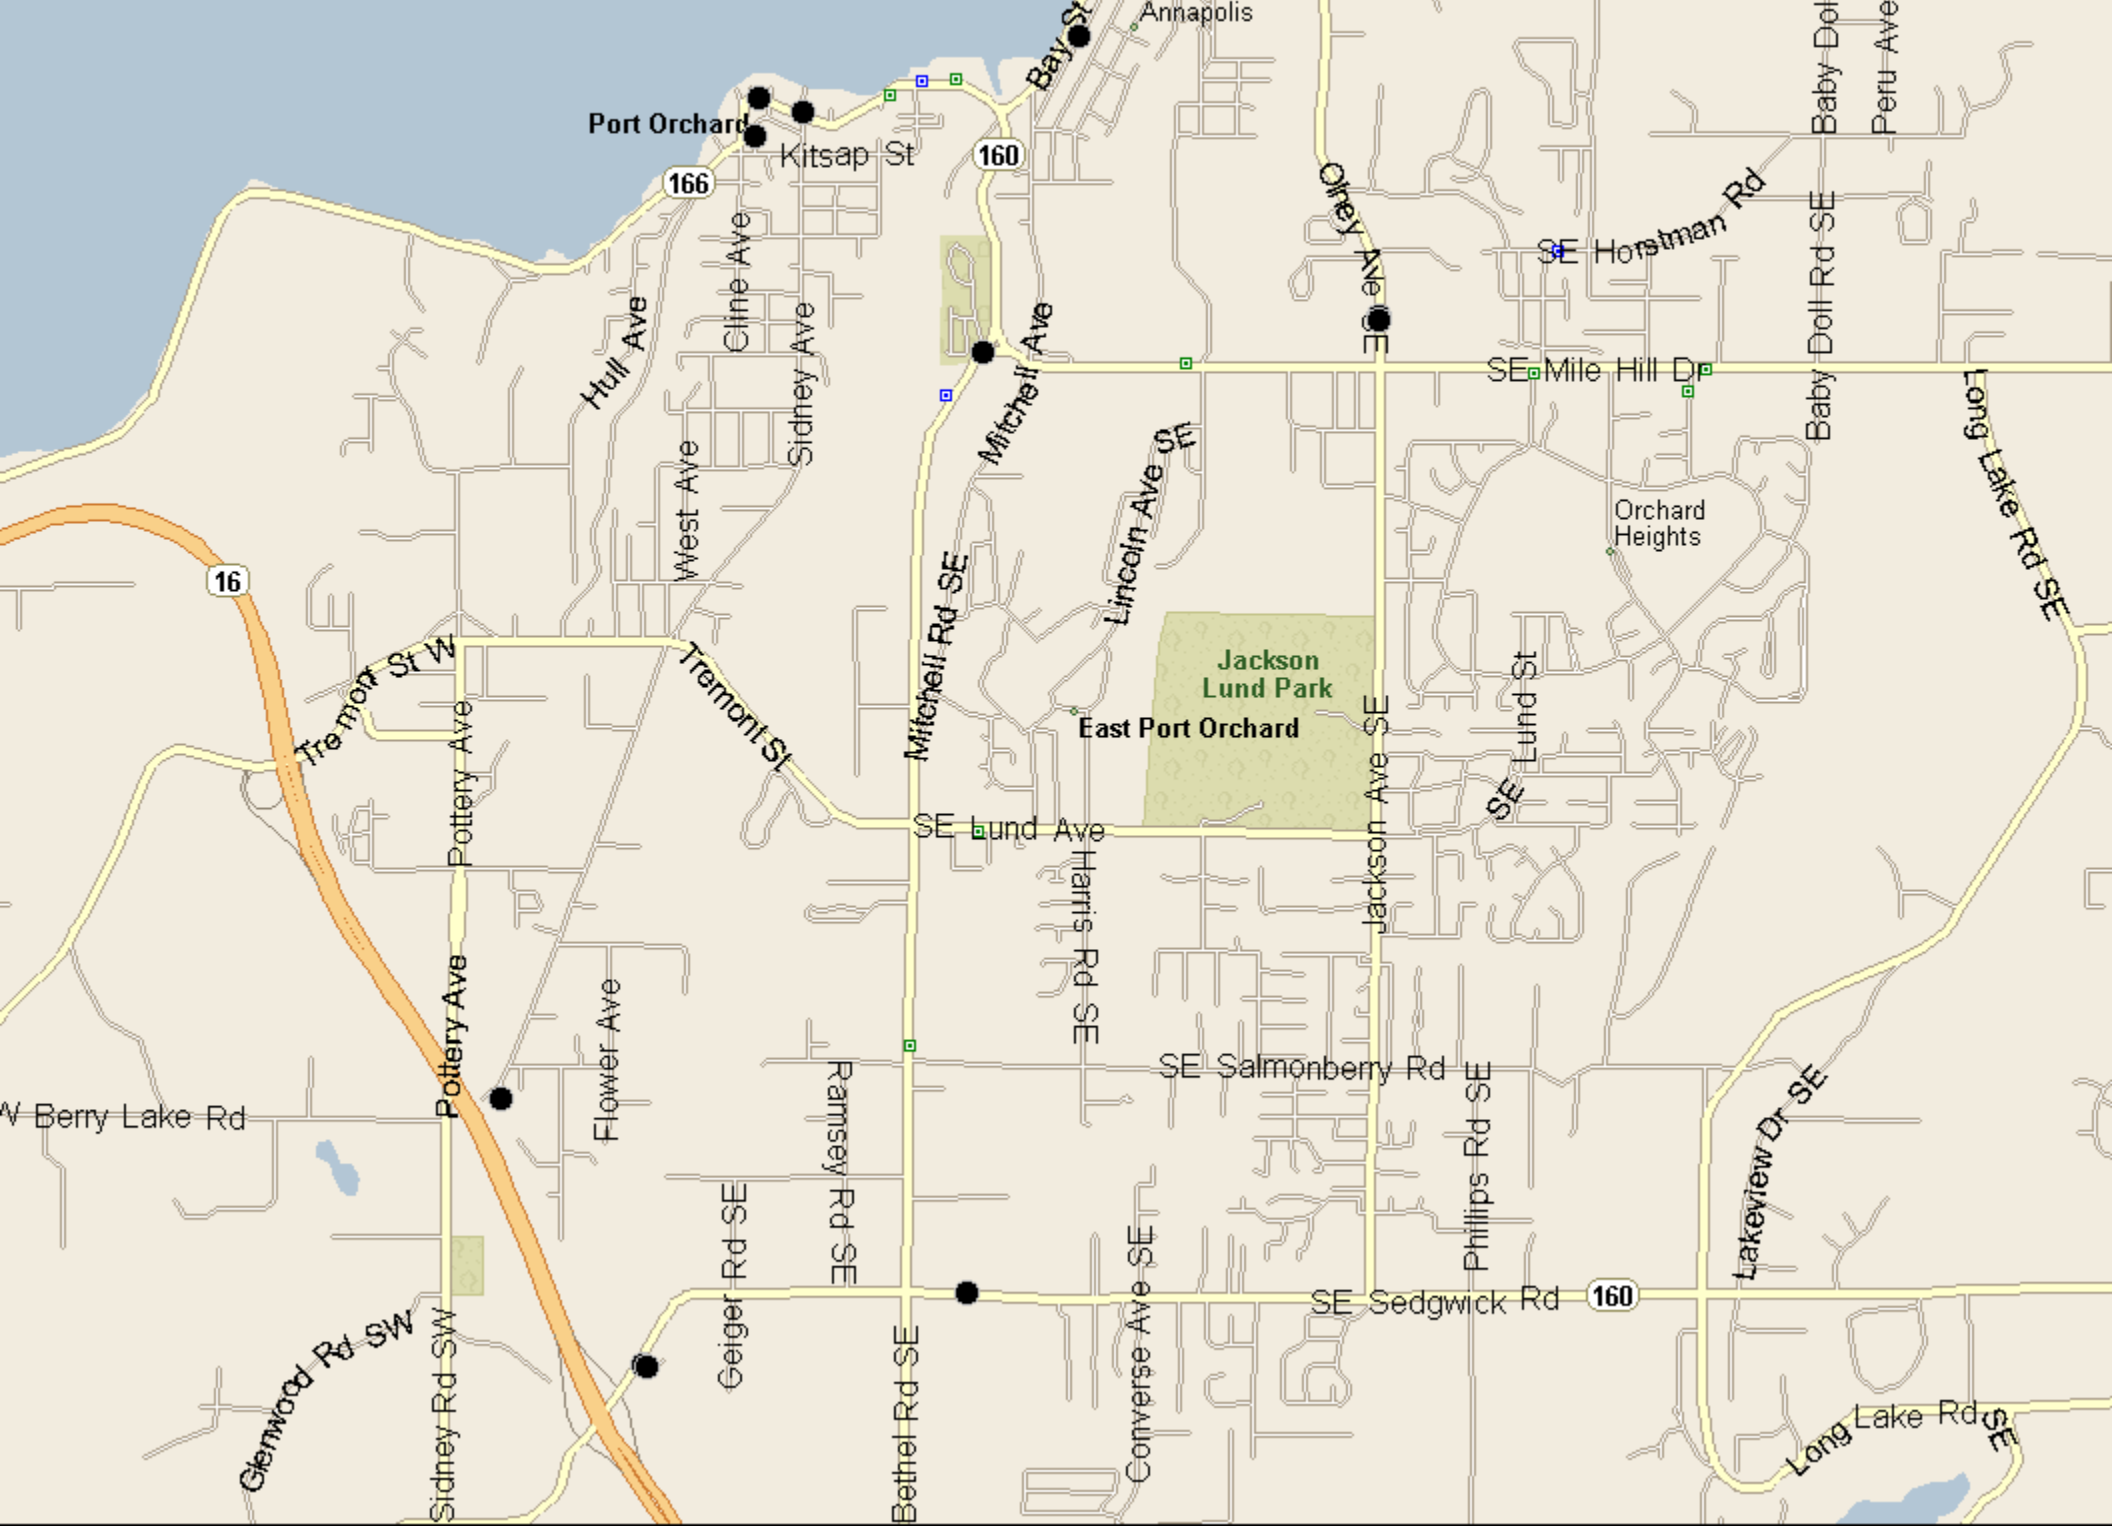 Annapolis
Bay St
Baby Doll
Peru Ave
Port Orchard
Kitsap St
160
166
Olney Ave SE
SE Horstman Rd
Baby Doll Rd SE
Cline Ave
Hull Ave
Sidney Ave
Mitchell Ave
SE Mile Hill Dr
Long Lake Rd SE
Lincoln Ave SE
West Ave
Orchard
Heights
16
Mitchell Rd SE
Tremont St W
Tremont St
Jackson
Lund Park
East Port Orchard
SE Lund St
Pottery Ave
Jackson Ave SE
SE Lund Ave
Harris Rd SE
Pottery Ave
Flower Ave
SE Salmonberry Rd
Ramsey Rd SE
Phillips Rd SE
Lakeview Dr SE
W Berry Lake Rd
Geiger Rd SE
Converse Ave SE
SE Sedgwick Rd
160
Glenwood Rd SW
Sidney Rd SW
Bethel Rd SE
Long Lake Rd SE